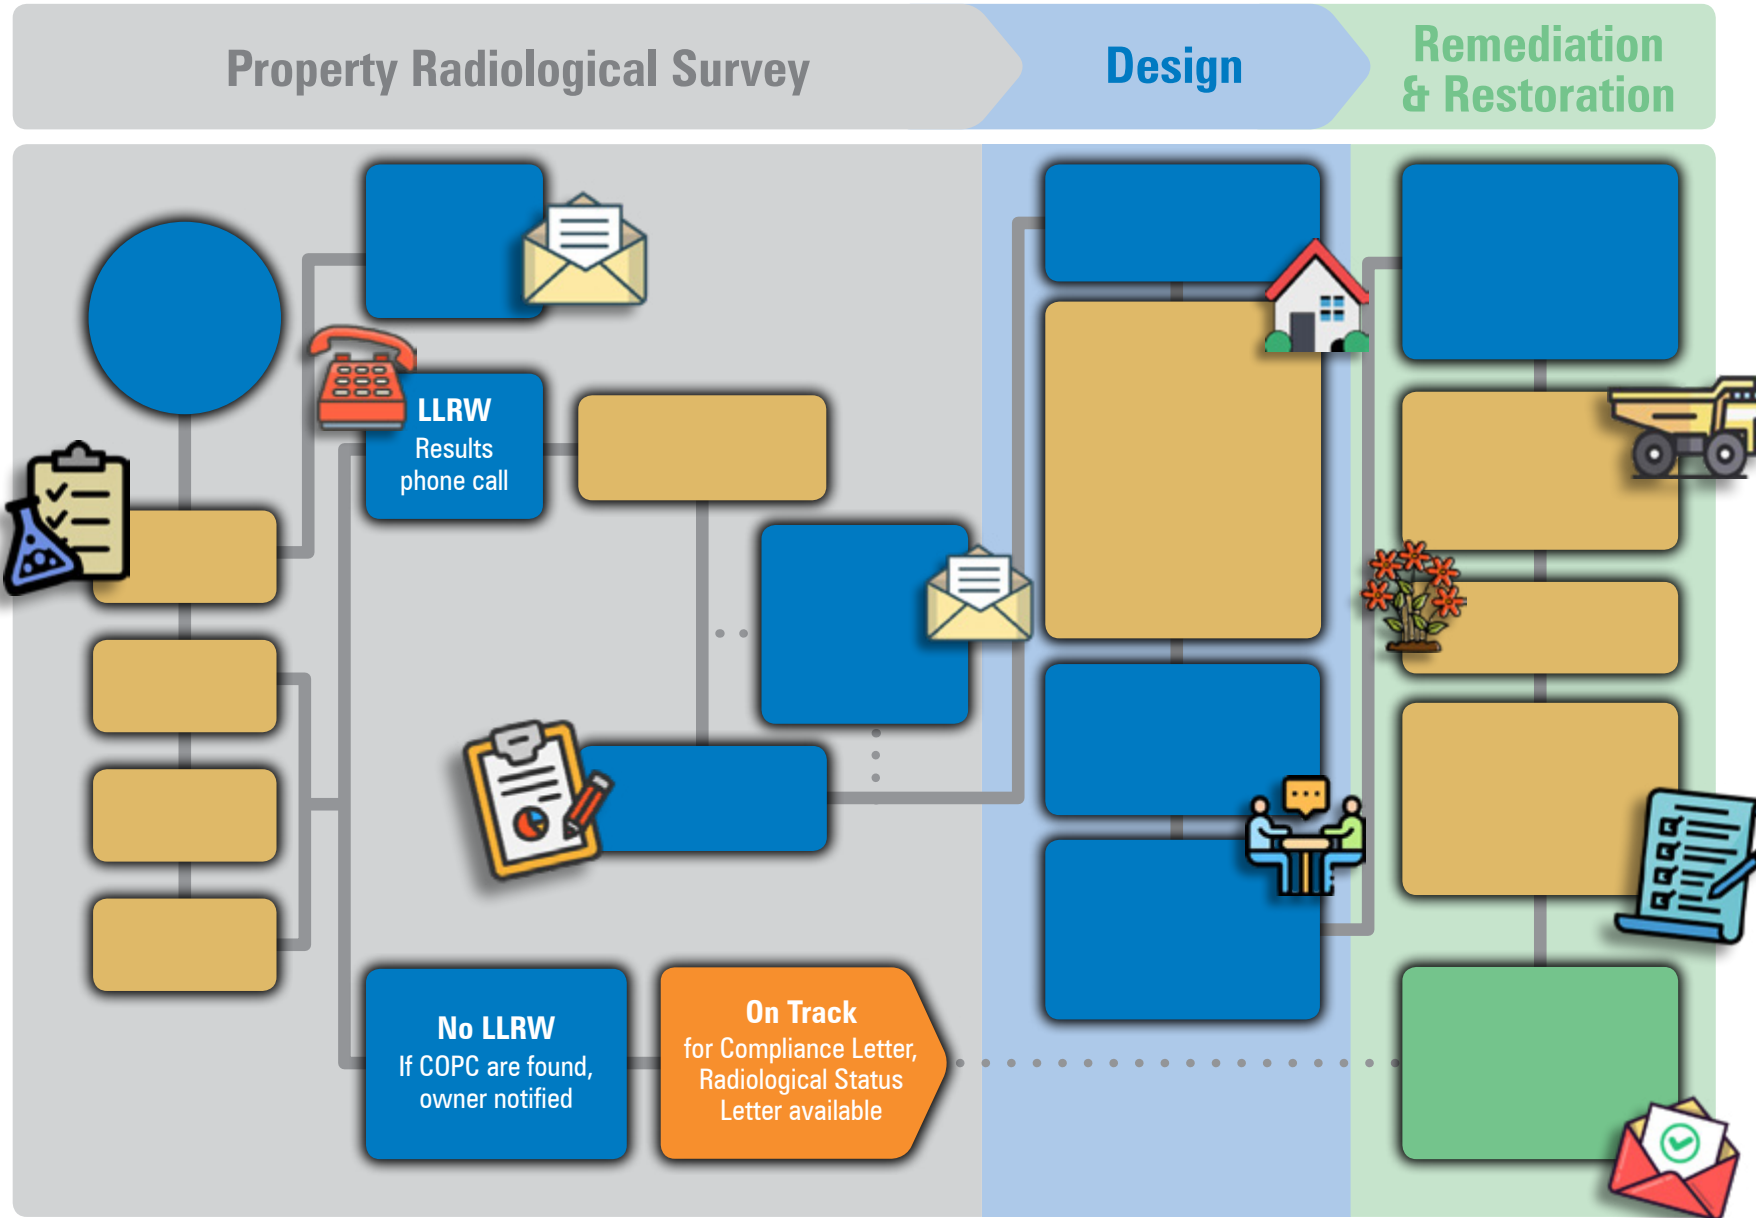 Property Radiological Survey
Design
Remediation
& Restoration
LLRW
Results
phone call
No LLRW
If COPC are found,
owner notified
On Track
for Compliance Letter,
Radiological Status
Letter available